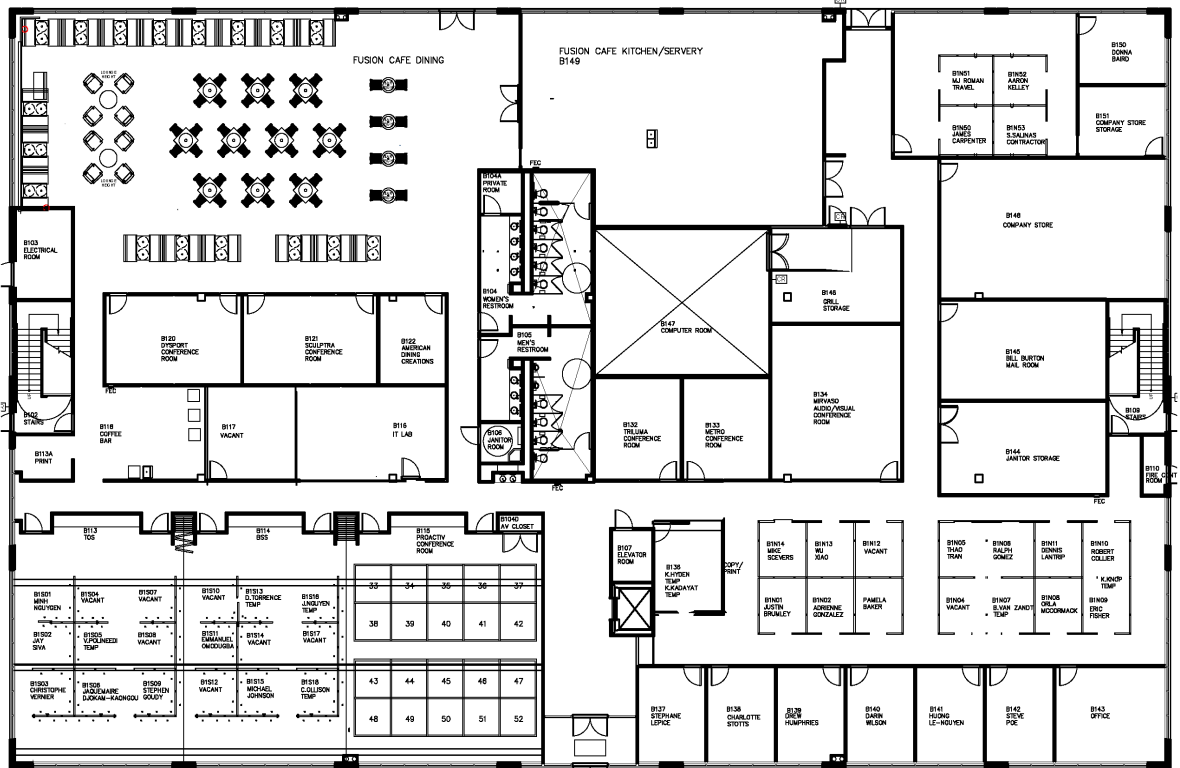 FUSION CAFE DINING
FUSION CAFE KITCHEN/SERVERY
B149
LOUNGE
HEIGHT
LOUNGE
HEIGHT
B150
DONNA
BAIRD
B1N51
MJ ROMAN
TRAVEL
B1N52
AARON
KELLEY
B1N50
JAMES
CARPENTER
B1N53
S.SALINAS
CONTRACTOR
B151
COMPANY STORE
STORAGE
FEC
B104A
PRIVATE
ROOM
B103
ELECTRICAL
ROOM
B148
COMPANY STORE
B104
WOMEN'S
RESTROOM
B146
GRILL
STORAGE
B147
COMPUTER ROOM
B105
MEN'S
RESTROOM
B120
DYSPORT
CONFERENCE
ROOM
B121
SCULPTRA
CONFERENCE
ROOM
B122
AMERICAN
DINING
CREATIONS
B145
BILL BURTON
MAIL ROOM
FEC
B102
STAIRS
B118
COFFEE
BAR
B117
VACANT
B116
IT LAB
B106
JANITOR
ROOM
B132
TRILUMA
CONFERENCE
ROOM
B133
METRO
CONFERENCE
ROOM
B134
MIRVASO
AUDIO/VISUAL
CONFERENCE
ROOM
B109
STAIRS
B113A
PRINT
B144
JANITOR STORAGE
B110
FIRE CONT
ROOM
FEC
FEC
B113
TOS
B114
BSS
B115
PROACTIV
CONFERENCE
ROOM
B104D
AV CLOSET
B107
ELEVATOR
ROOM
B136
K.HYDEN
TEMP
K.KADAYAT
TEMP
COPY/
PRINT
B1N14
MIKE
SCEVERS
B1N13
WU
XIAO
B1N12
VACANT
B1N05
THAO
TRAN
B1N06
RALPH
GOMEZ
B1N11
DENNIS
LANTRIP
B1N10
ROBERT
COLLIER
K.KNOP
TEMP
B1N01
JUSTIN
BRUMLEY
B1N02
ADRIENNE
GONZALEZ
PAMELA
BAKER
B1N04
VACANT
B1N07
B.VAN ZANDT
TEMP
B1N08
ORLA
MCCORMACK
B1N09
ERIC
FISHER
B1S01
MINH
NGUYGEN
B1S04
VACANT
B1S07
VACANT
B1S10
VACANT
B1S13
D.TORRENCE
TEMP
B1S16
J.NGUYEN
TEMP
33 34 35 36 37
B1S02
JAY
SIVA
B1S05
V.POLINEEDI
TEMP
B1S08
VACANT
B1S11
EMMANUEL
OMODUGBA
B1S14
VACANT
B1S17
VACANT
38 39 40 41 42
B1S03
CHRISTOPHE
VERNIER
B1S06
JAQUEMAIRE
DJOKAM-KAONGOU
B1S09
STEPHEN
GOUDY
B1S12
VACANT
B1S15
MICHAEL
JOHNSON
B1S18
C.OLLISON
TEMP
43 44 45 46 47
48 49 50 51 52
B137
STEPHANE
LEPICE
B138
CHARLOTTE
STOTTS
B139
DREW
HUMPHRIES
B140
DARIN
WILSON
B141
HUONG
LE-NGUYEN
B142
STEVE
POE
B143
OFFICE